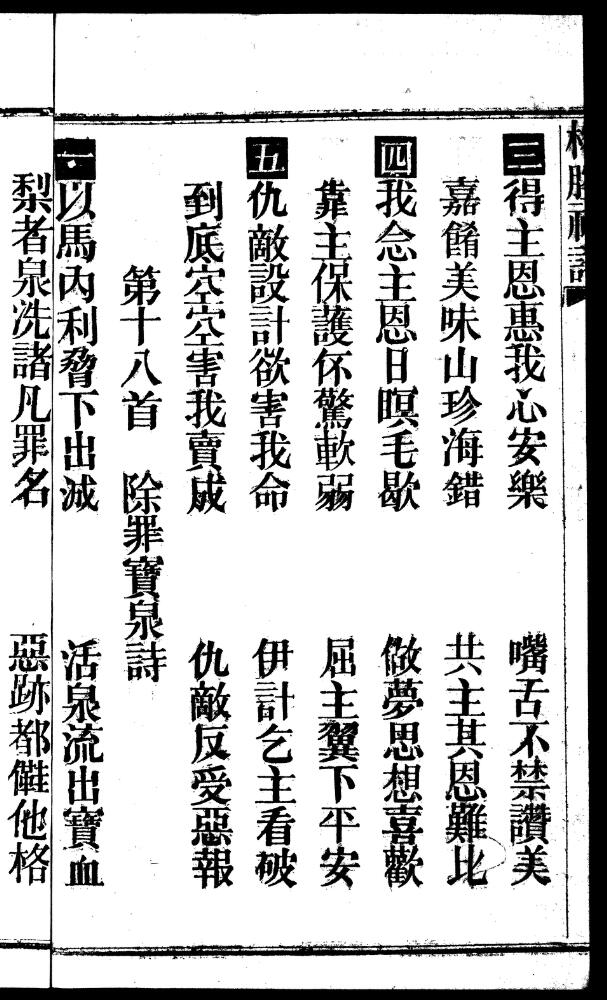 榕腔神詩
三 得主恩惠我心安樂 嘴舌不禁讚美
嘉餚美味山珍海錯 共主其恩難比
四 我念主恩日暝毛歇 做夢思想喜歡
靠主保護伓驚軟弱 屈主翼下平安
五 仇敵設計欲害我命 伊計乞主看破
到底空空害我賣成 仇敵反受惡報
第十八首 除罪寶泉詩
一 以馬內利脅下出減 活泉流出寶血
梨者泉洗諸凡罪名 惡跡都𣍐他格